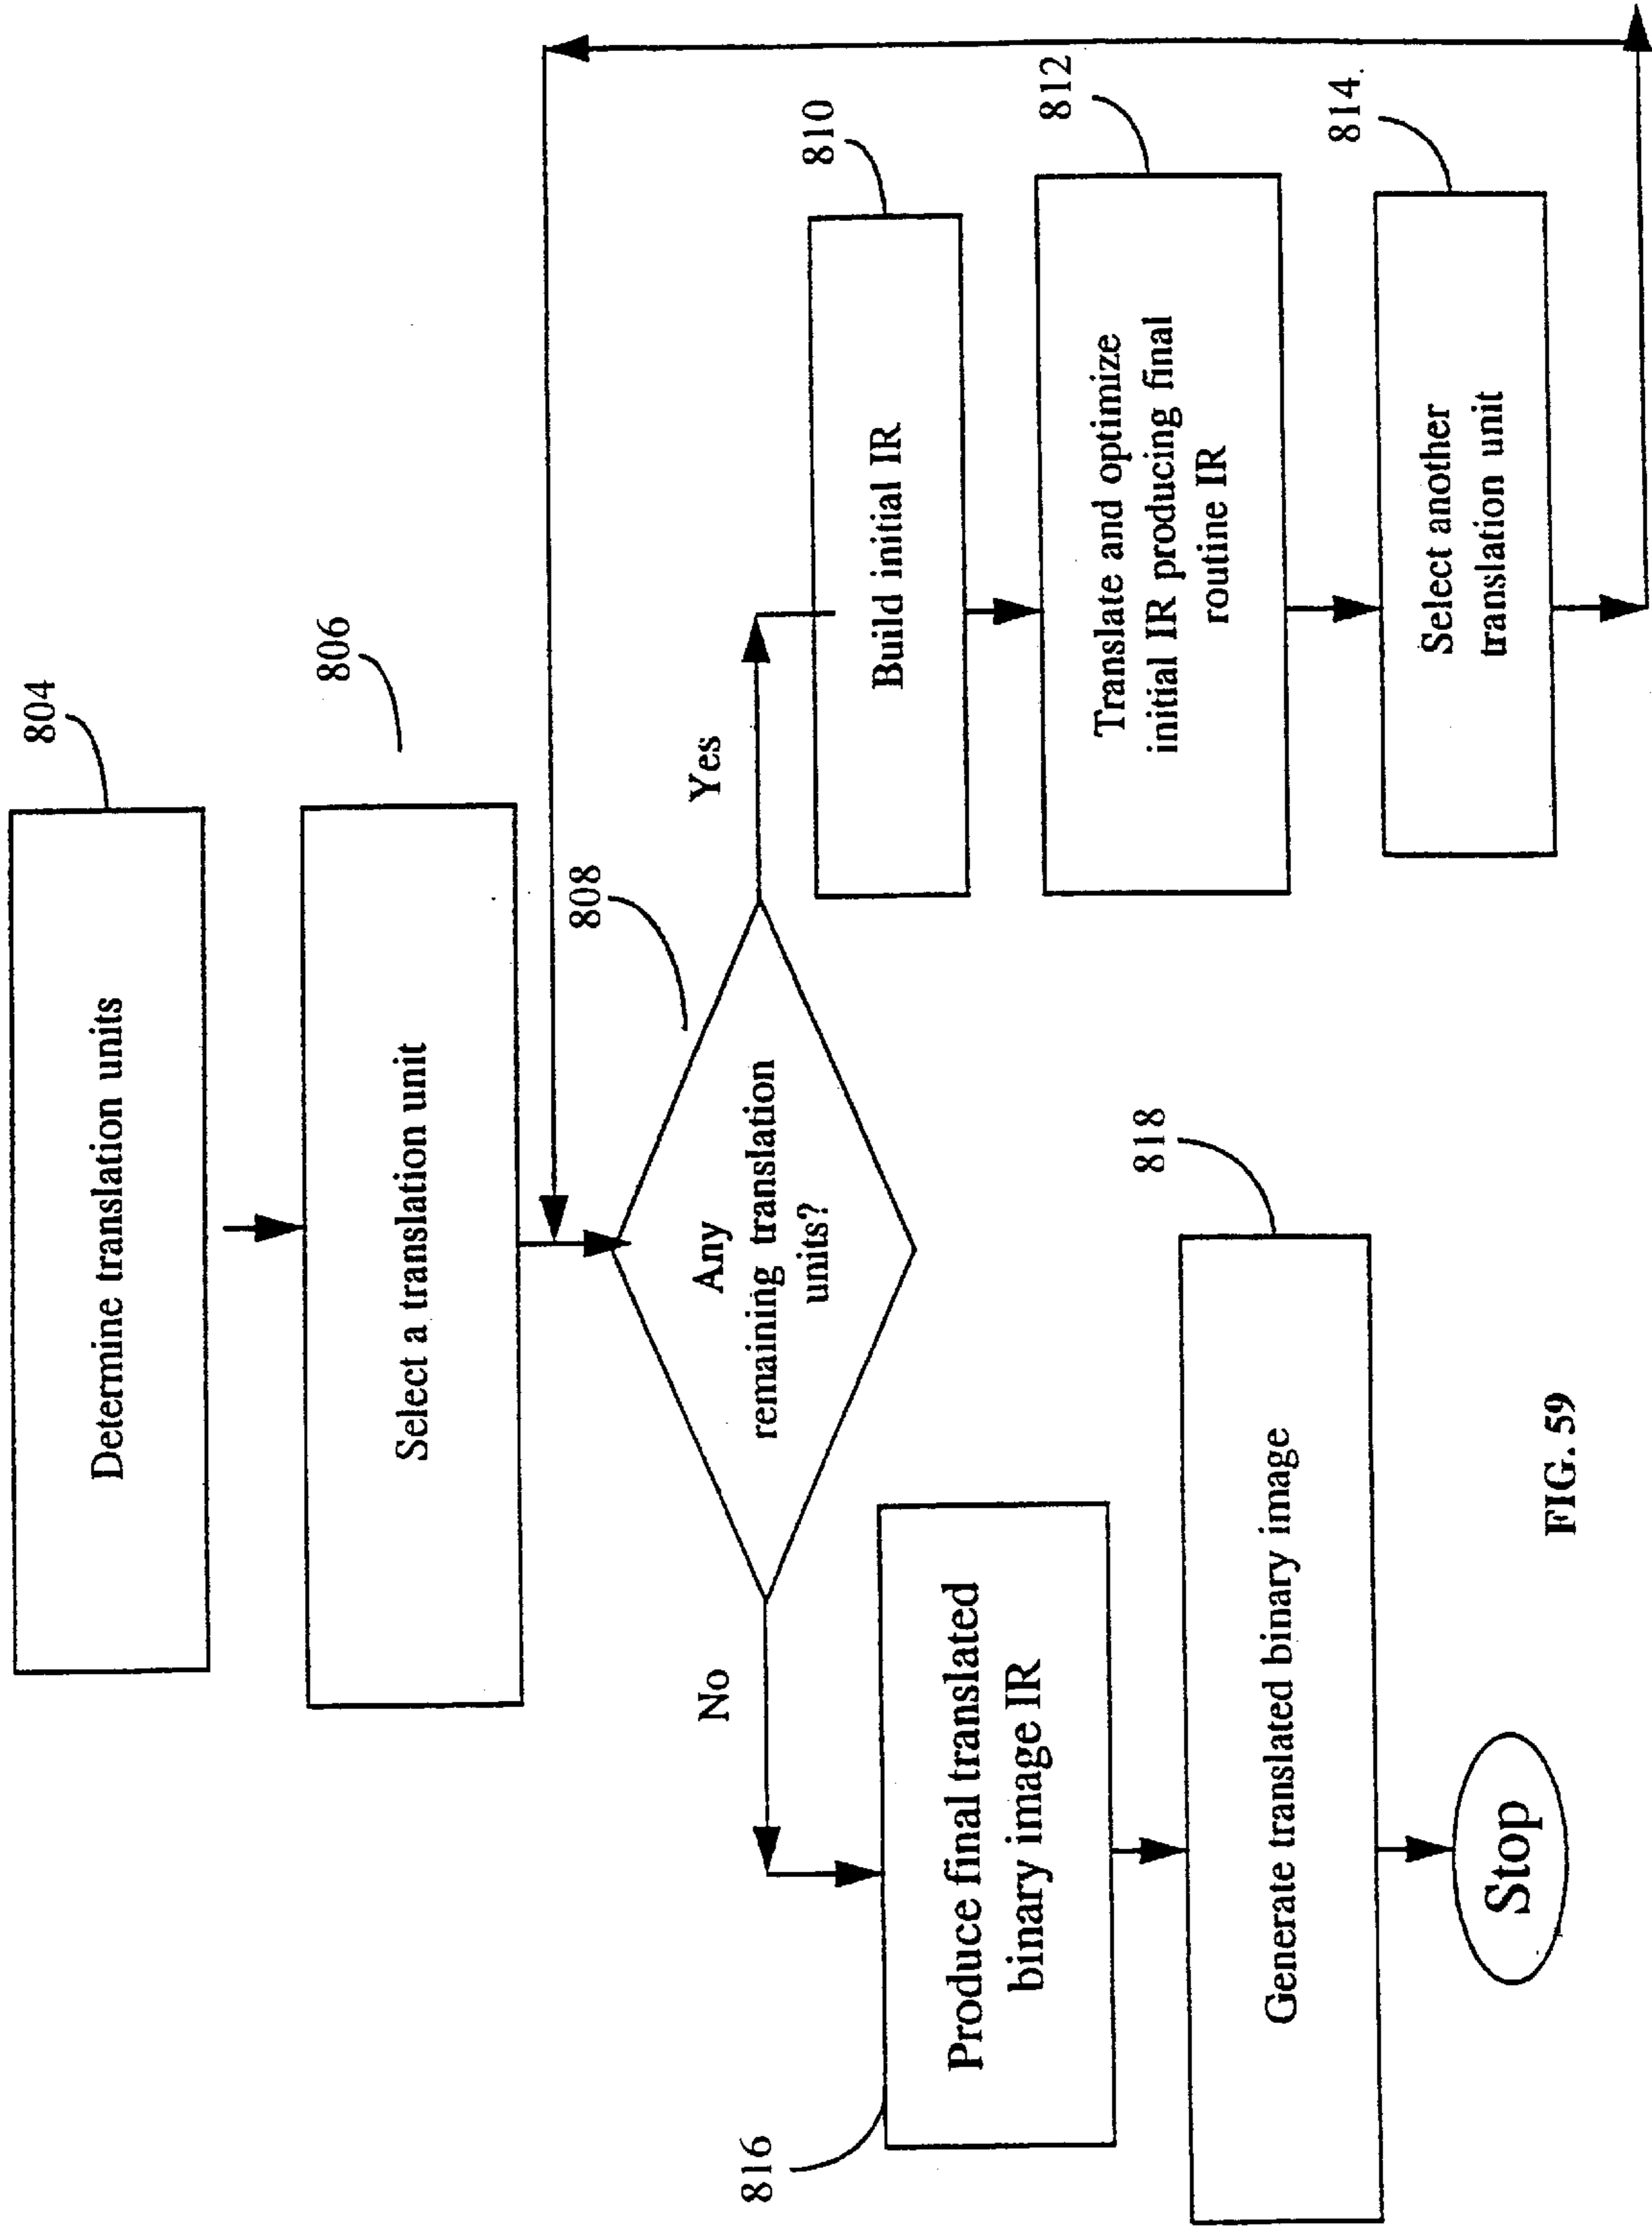 804
Determine translation units
806
Select a translation unit
808
Any
remaining translation
units?
Yes
No
810
Build initial IR
812
Translate and optimize
initial IR producing final
routine IR
814
Select another
translation unit
816
Produce final translated
binary image IR
818
Generate translated binary image
Stop
FIG. 59